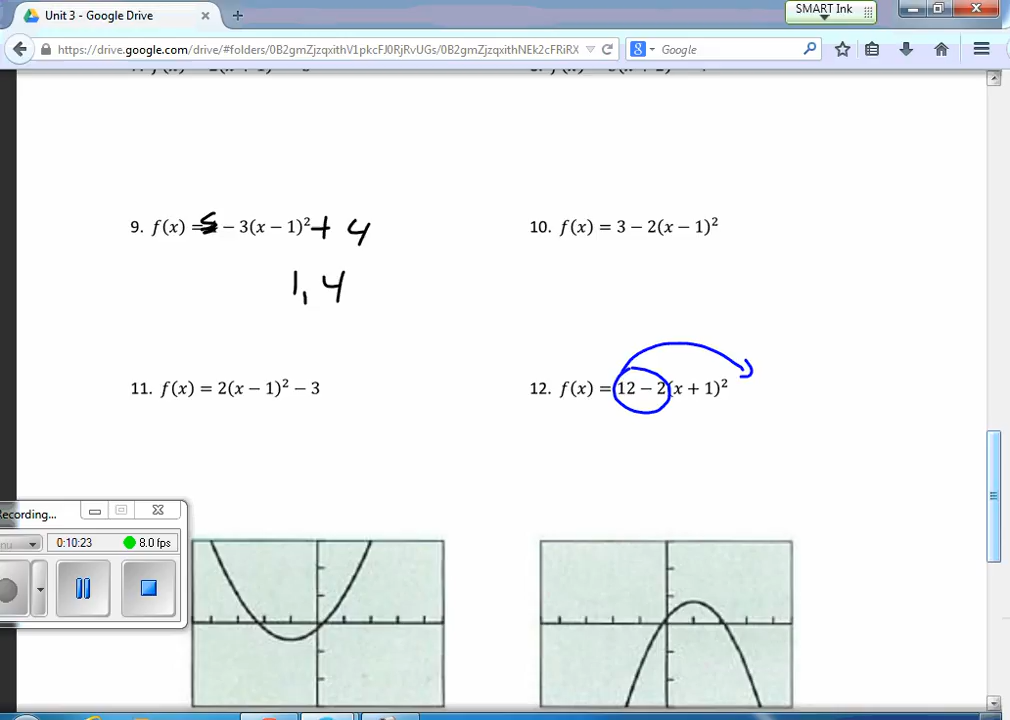 Unit 3 - Google Drive
SMART Ink
https://drive.google.com/drive/#folders/0B2gmZjzqxithV1pkcFJ0RjRvUGs/0B2gmZjzqxithNEk2cFRiRX
Google
9. f(x) = − 3(x − 1)² + 4
10. f(x) = 3 − 2(x − 1)²
1, 4
11. f(x) = 2(x − 1)² − 3
12. f(x) = 12 − 2(x + 1)²
Recording...
0:10:23
8.0 fps